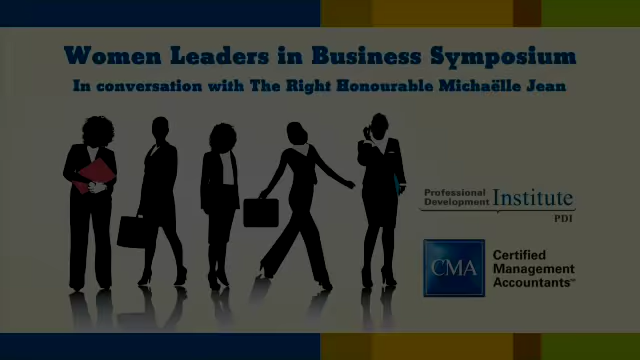 Women Leaders in Business Symposium
In conversation with The Right Honourable Michaëlle Jean
Professional
Development Institute
PDI
CMA
Certified
Management
Accountants™